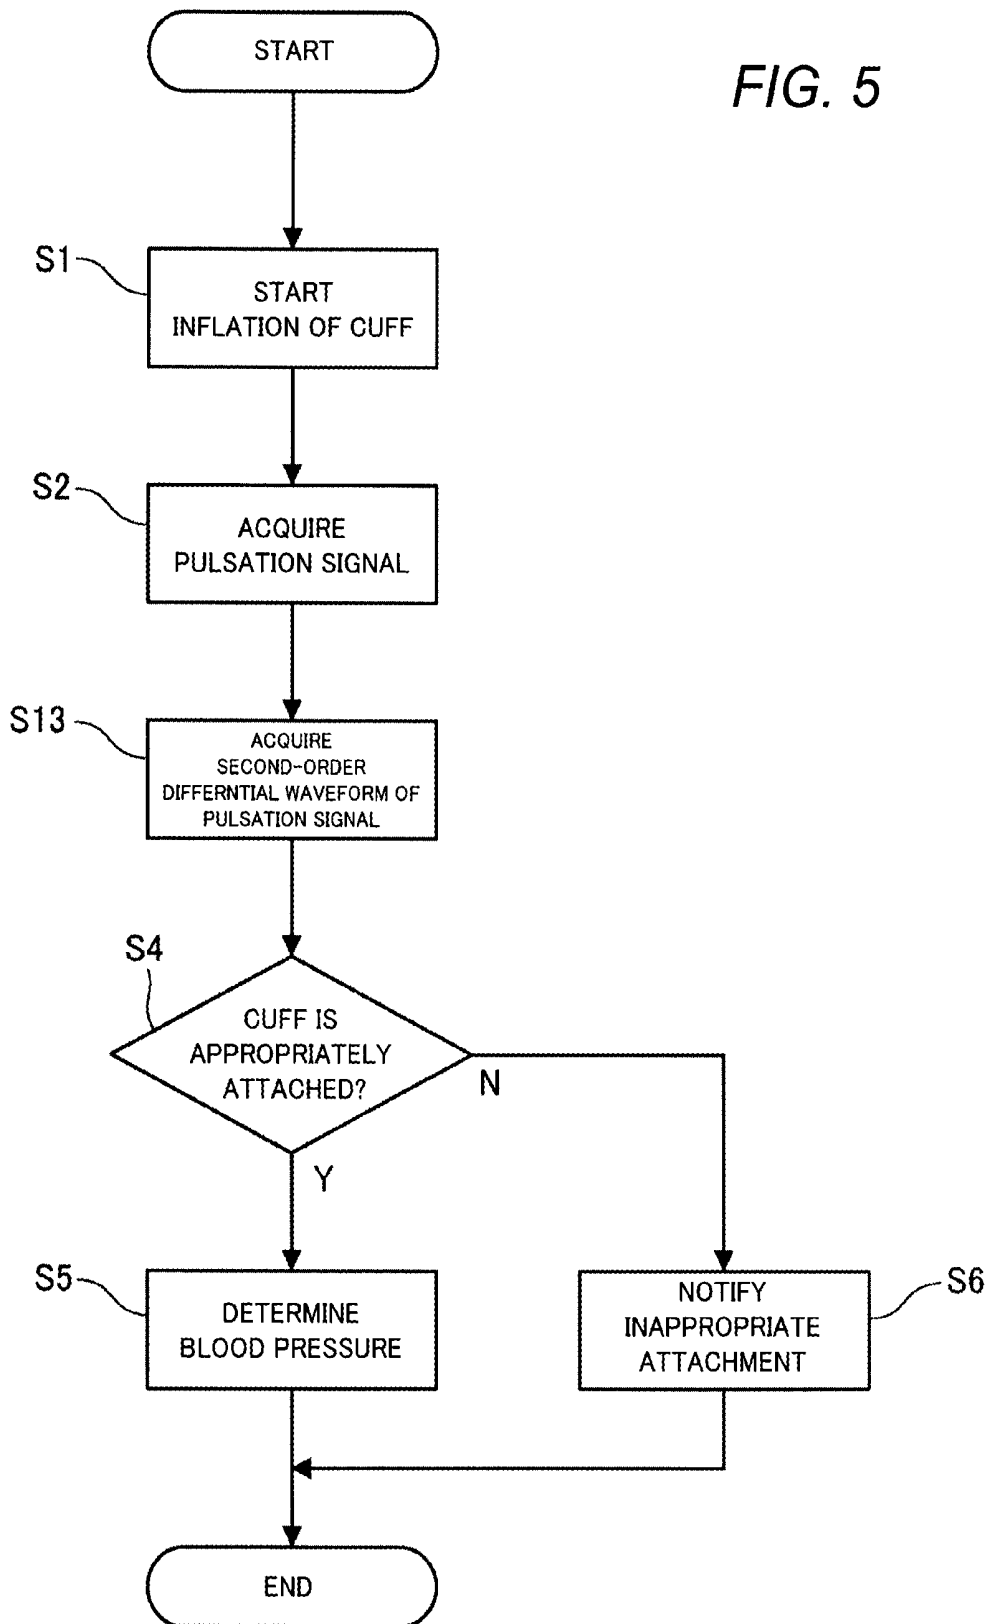 START
FIG. 5
S1
START
INFLATION OF CUFF
S2
ACQUIRE
PULSATION SIGNAL
S13
ACQUIRE
SECOND-ORDER
DIFFERNTIAL WAVEFORM OF
PULSATION SIGNAL
S4
CUFF IS
APPROPRIATELY
ATTACHED?
N
Y
S5
DETERMINE
BLOOD PRESSURE
S6
NOTIFY
INAPPROPRIATE
ATTACHMENT
END